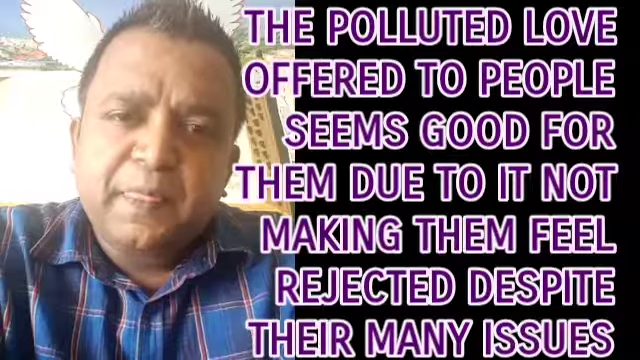 THE POLLUTED LOVE
OFFERED TO PEOPLE
SEEMS GOOD FOR
THEM DUE TO IT NOT
MAKING THEM FEEL
REJECTED DESPITE
THEIR MANY ISSUES